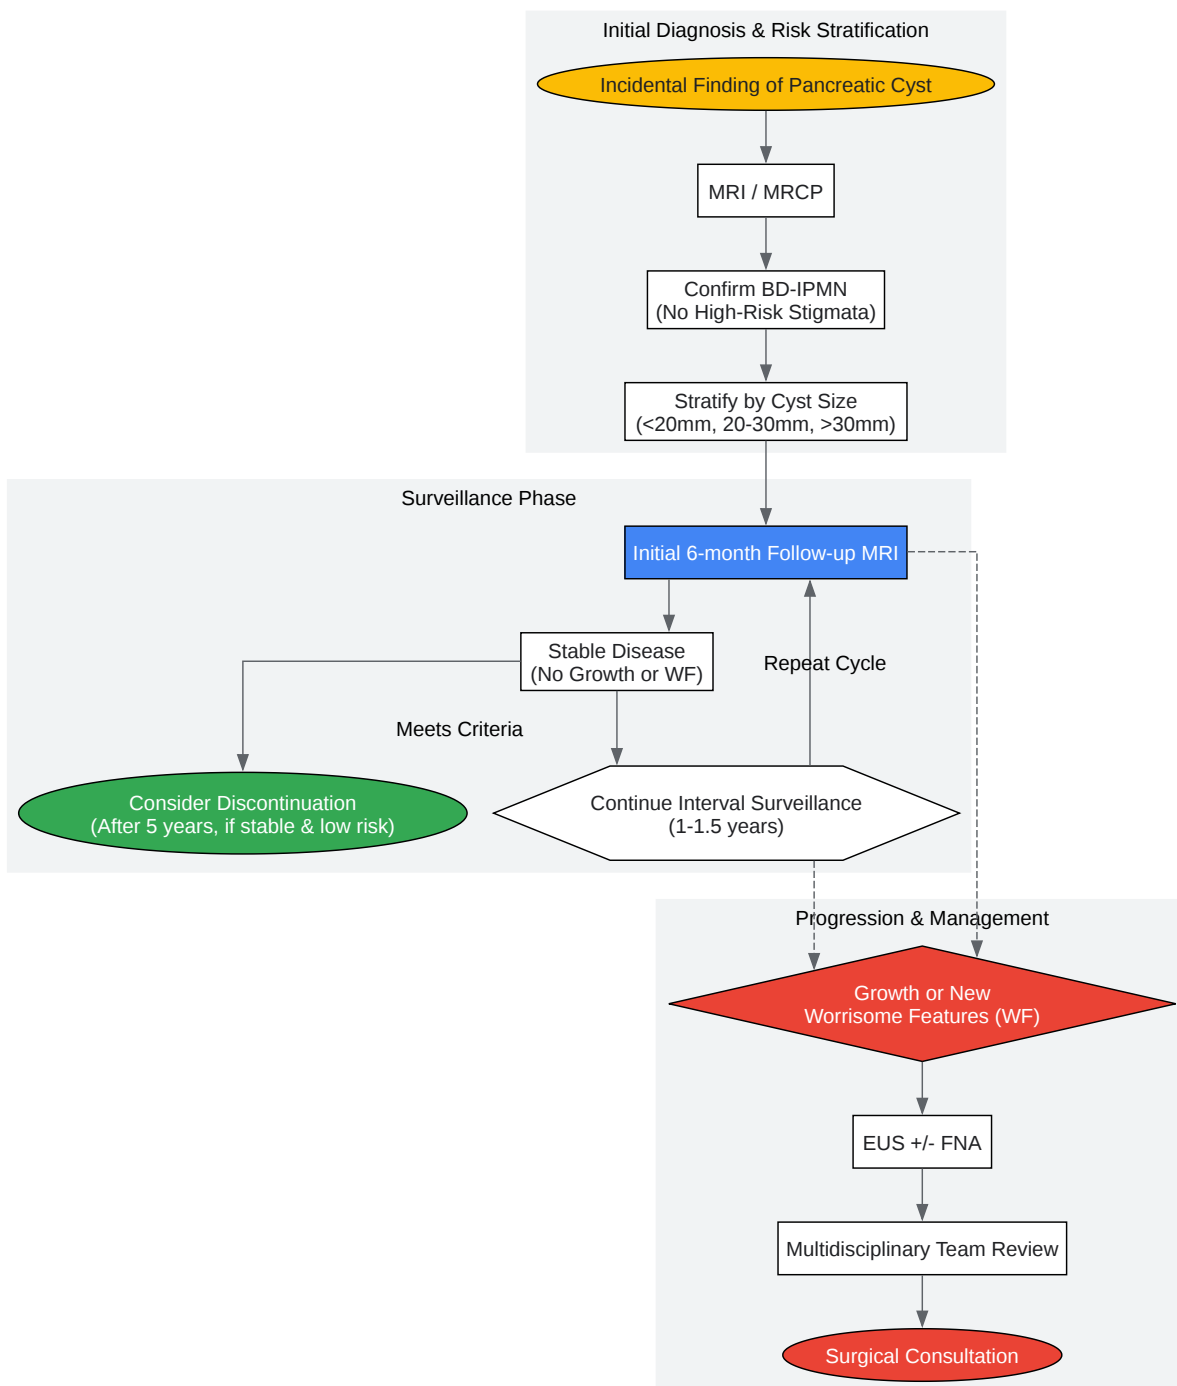 Initial Diagnosis & Risk Stratification
Incidental Finding of Pancreatic Cyst
MRI / MRCP
Confirm BD-IPMN
(No High-Risk Stigmata)
Stratify by Cyst Size
(<20mm, 20-30mm, >30mm)
Surveillance Phase
Initial 6-month Follow-up MRI
Stable Disease
(No Growth or WF)
Repeat Cycle
Meets Criteria
Consider Discontinuation
(After 5 years, if stable & low risk)
Continue Interval Surveillance
(1-1.5 years)
Progression & Management
Growth or New
Worrisome Features (WF)
EUS +/- FNA
Multidisciplinary Team Review
Surgical Consultation